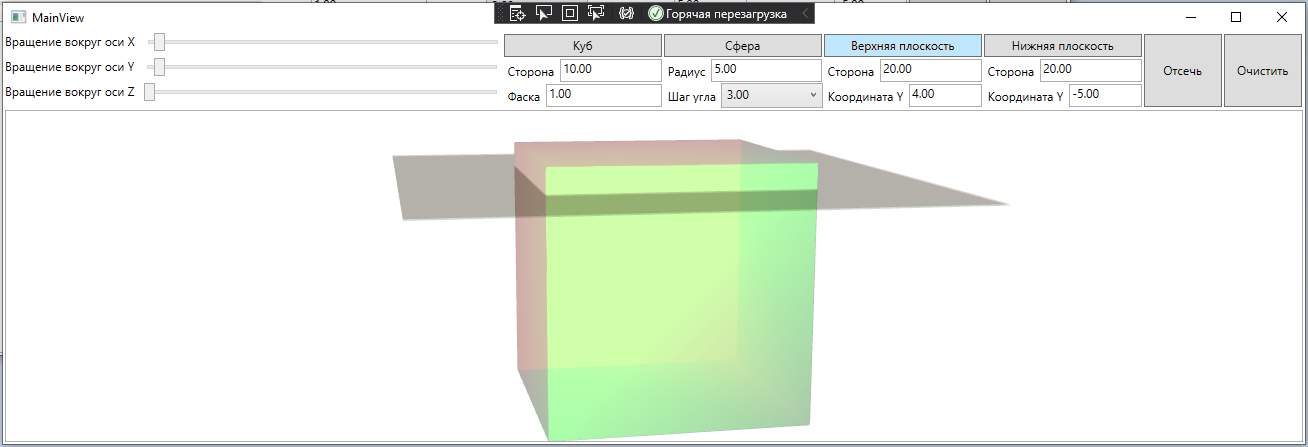 MainView
Горячая перезагрузка
Вращение вокруг оси X
Вращение вокруг оси Y
Вращение вокруг оси Z
Куб
Сторона 10.00
Фаска 1.00
Сфера
Радиус 5.00
Шаг угла 3.00
Верхняя плоскость
Сторона 20.00
Координата Y 4.00
Нижняя плоскость
Сторона 20.00
Координата Y -5.00
Отсечь
Очистить